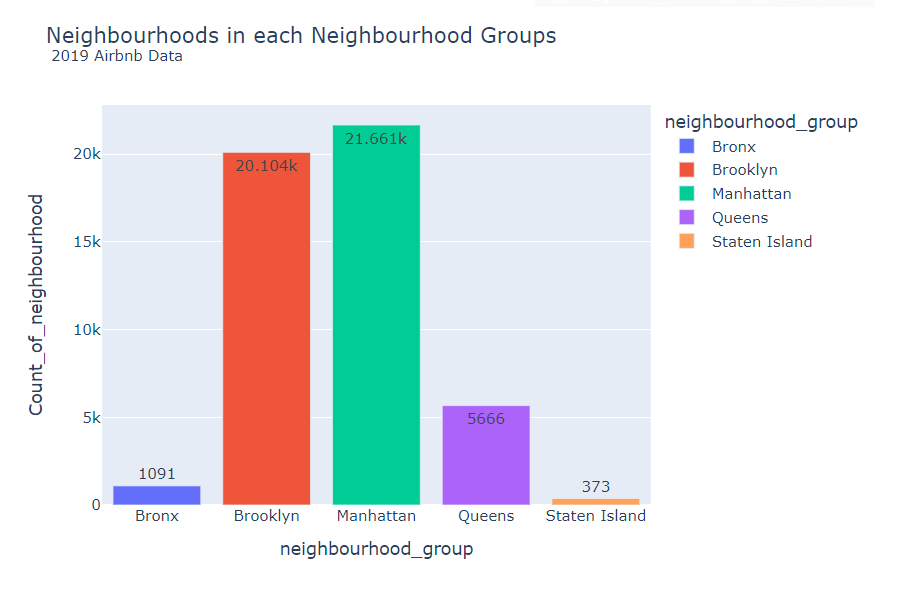 Neighbourhoods in each Neighbourhood Groups
2019 Airbnb Data
Count_of_neighbourhood
20k
15k
10k
5k
0
1091
20.104k
21.661k
5666
373
Bronx
Brooklyn
Manhattan
Queens
Staten Island
neighbourhood_group
neighbourhood_group
Bronx
Brooklyn
Manhattan
Queens
Staten Island